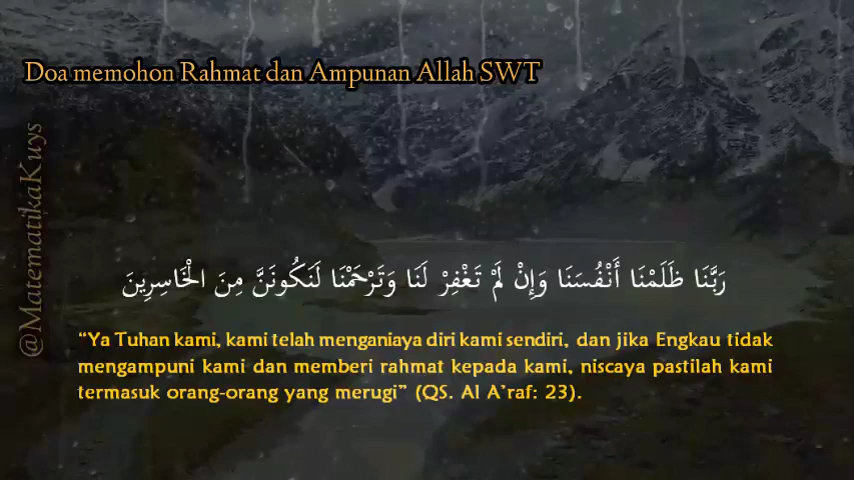 Doa memohon Rahmat dan Ampunan Allah SWT
@MatematikaKuys
رَبَّنَا ظَلَمْنَا أَنْفُسَنَا وَإِنْ لَمْ تَغْفِرْ لَنَا وَتَرْحَمْنَا لَنَكُونَنَّ مِنَ الْخَاسِرِينَ
“Ya Tuhan kami, kami telah menganiaya diri kami sendiri, dan jika Engkau tidak
mengampuni kami dan memberi rahmat kepada kami, niscaya pastilah kami
termasuk orang-orang yang merugi” (QS. Al A’raf: 23).